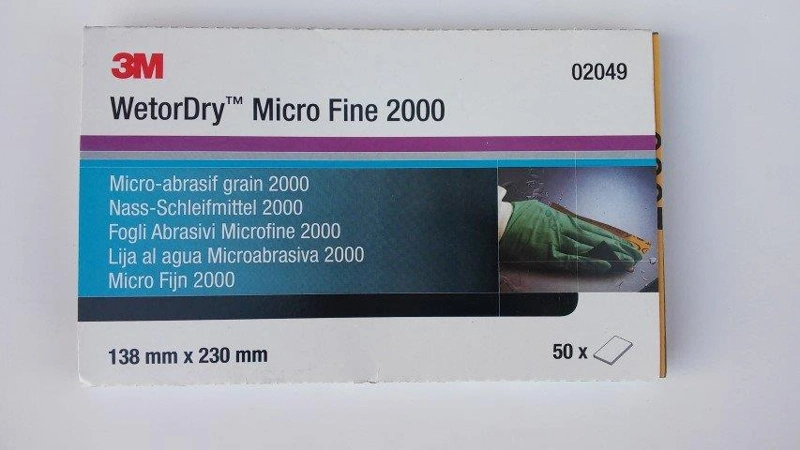 3M
02049
WetorDry™ Micro Fine 2000
Micro-abrasif grain 2000
Nass-Schleifmittel 2000
Fogli Abrasivi Microfine 2000
Lija al agua Microabrasiva 2000
Micro Fijn 2000
138 mm x 230 mm
50 x